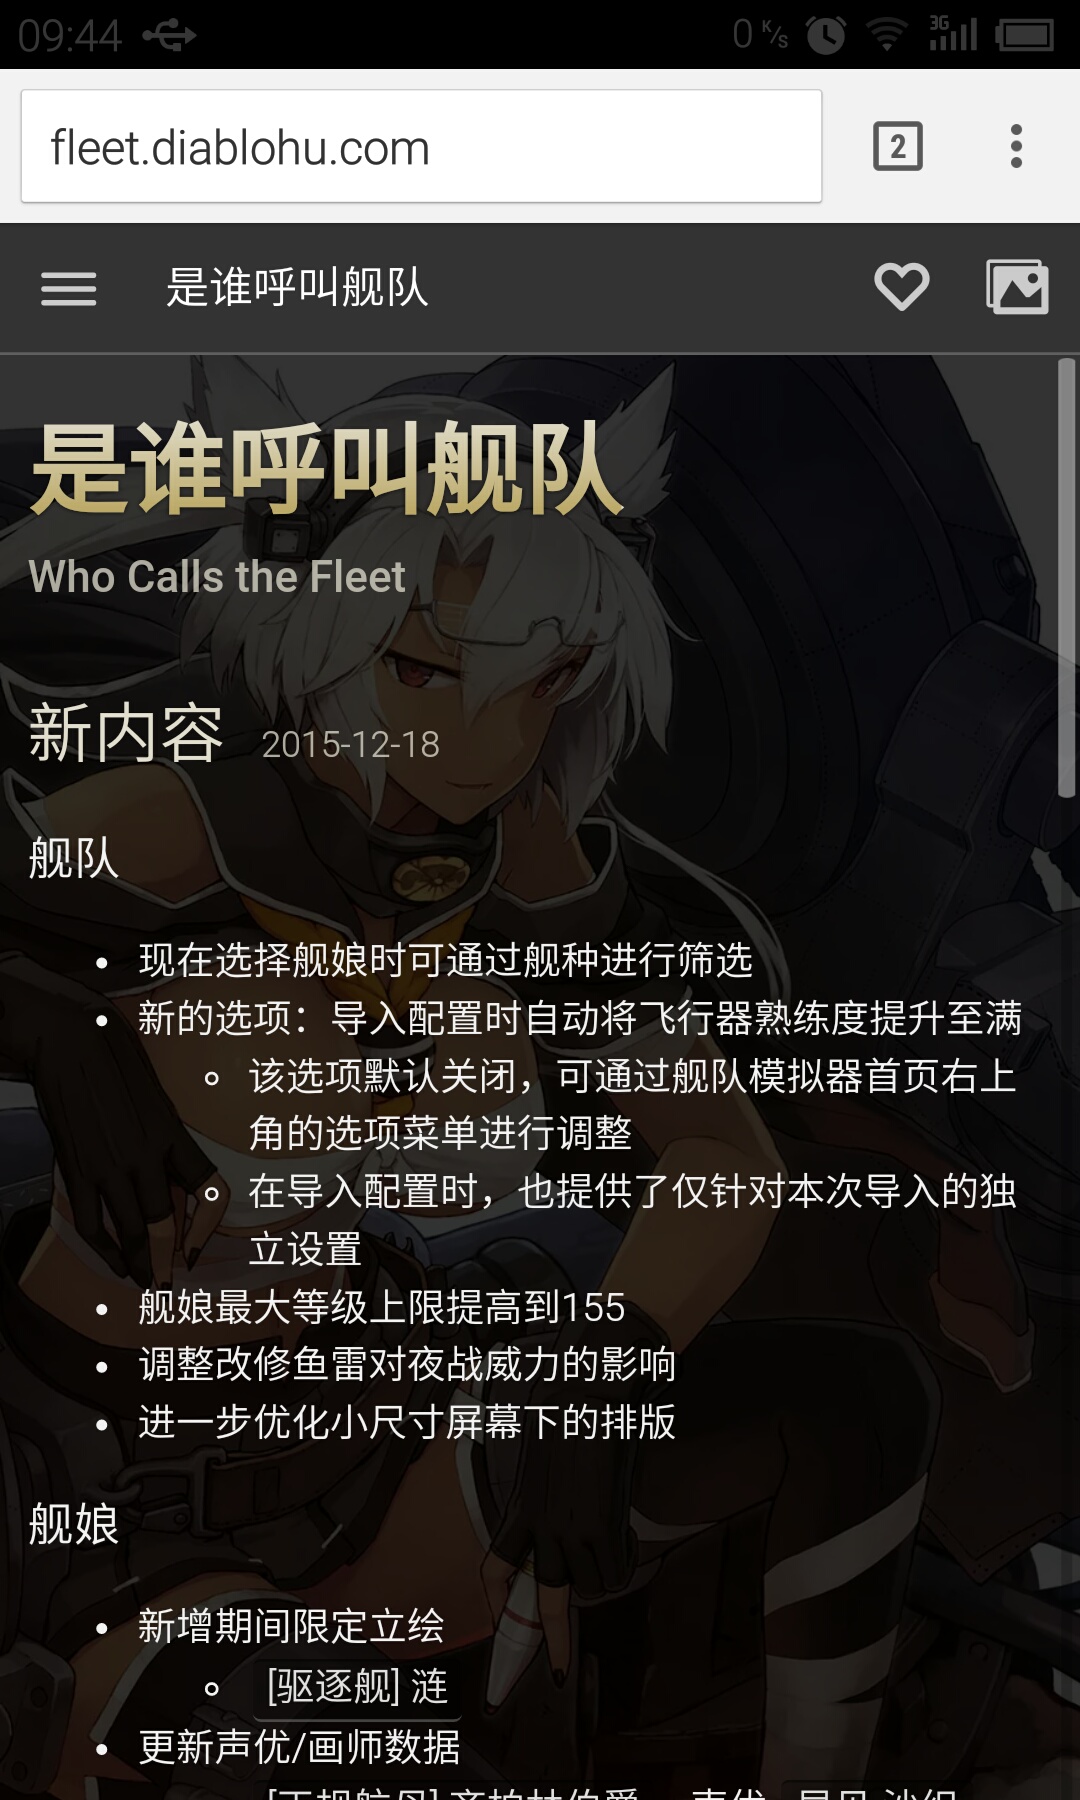 09:44
0 K/S
3G
fleet.diablohu.com
2
是谁呼叫舰队
是谁呼叫舰队
Who Calls the Fleet
新内容 2015-12-18
舰队
现在选择舰娘时可通过舰种进行筛选
新的选项：导入配置时自动将飞行器熟练度提升至满
该选项默认关闭，可通过舰队模拟器首页右上
角的选项菜单进行调整
在导入配置时，也提供了仅针对本次导入的独
立设置
舰娘最大等级上限提高到155
调整改修鱼雷对夜战威力的影响
进一步优化小尺寸屏幕下的排版
舰娘
新增期间限定立绘
[驱逐舰] 涟
更新声优/画师数据